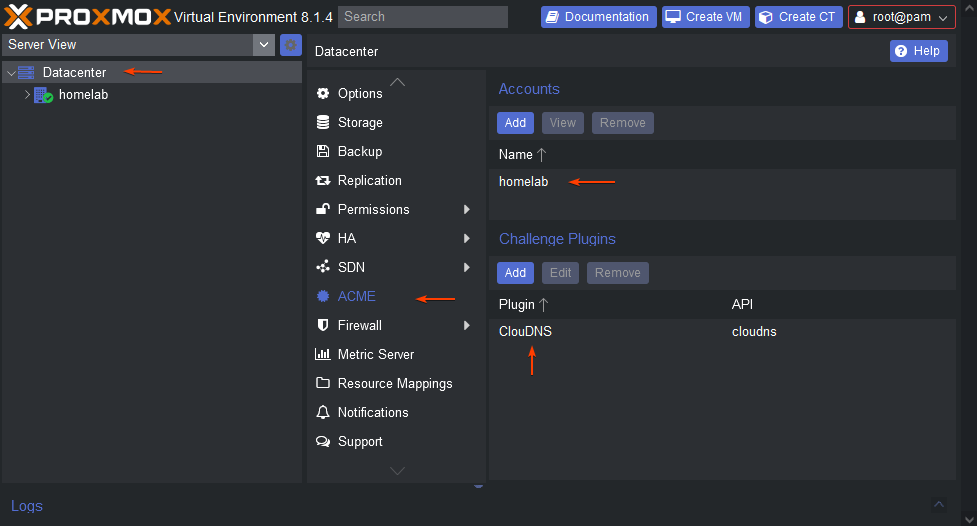 PROXMOX Virtual Environment 8.1.4 Search Documentation Create VM Create CT root@pam
Server View
Datacenter
Help
Datacenter
homelab
Options
Storage
Backup
Replication
Permissions
HA
SDN
ACME
Firewall
Metric Server
Resource Mappings
Notifications
Support
Accounts
Add View Remove
Name
homelab
Challenge Plugins
Add Edit Remove
Plugin API
ClouDNS cloudns
Logs